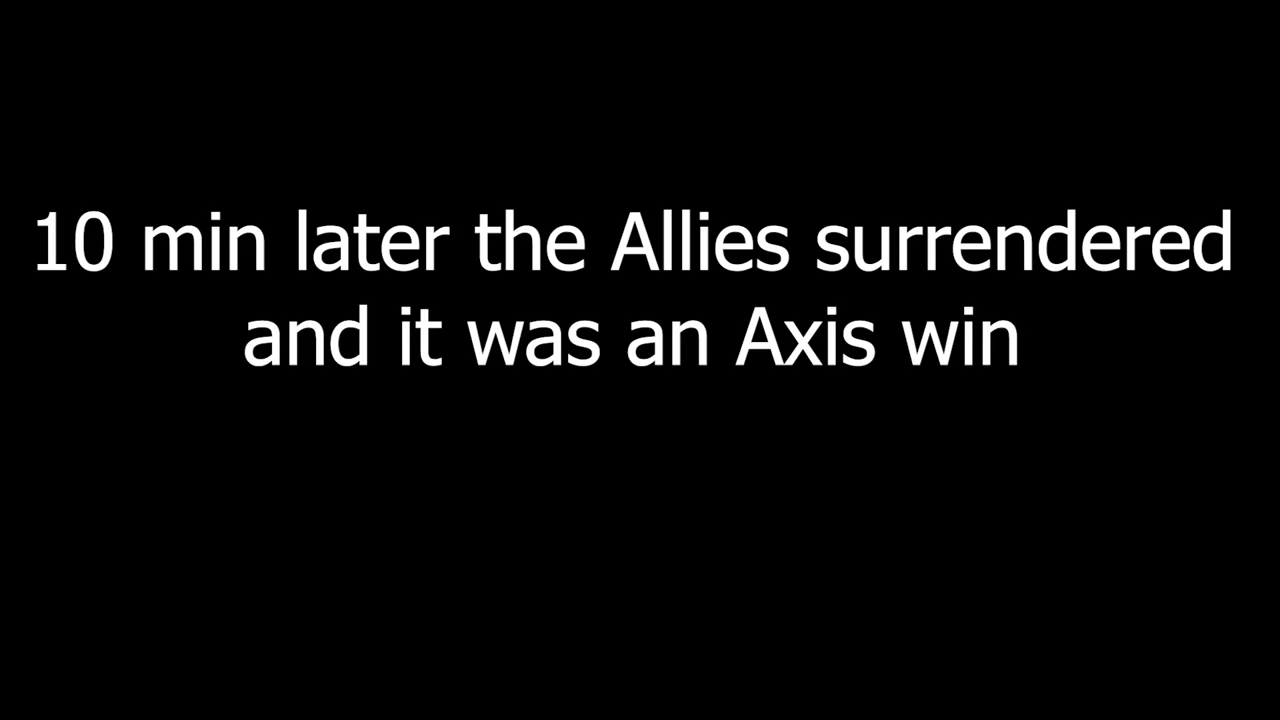 10 min later the Allies surrendered
and it was an Axis win